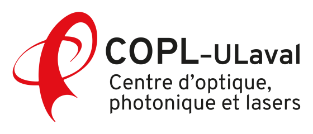 COPL-ULaval
Centre d'optique,
photonique et lasers